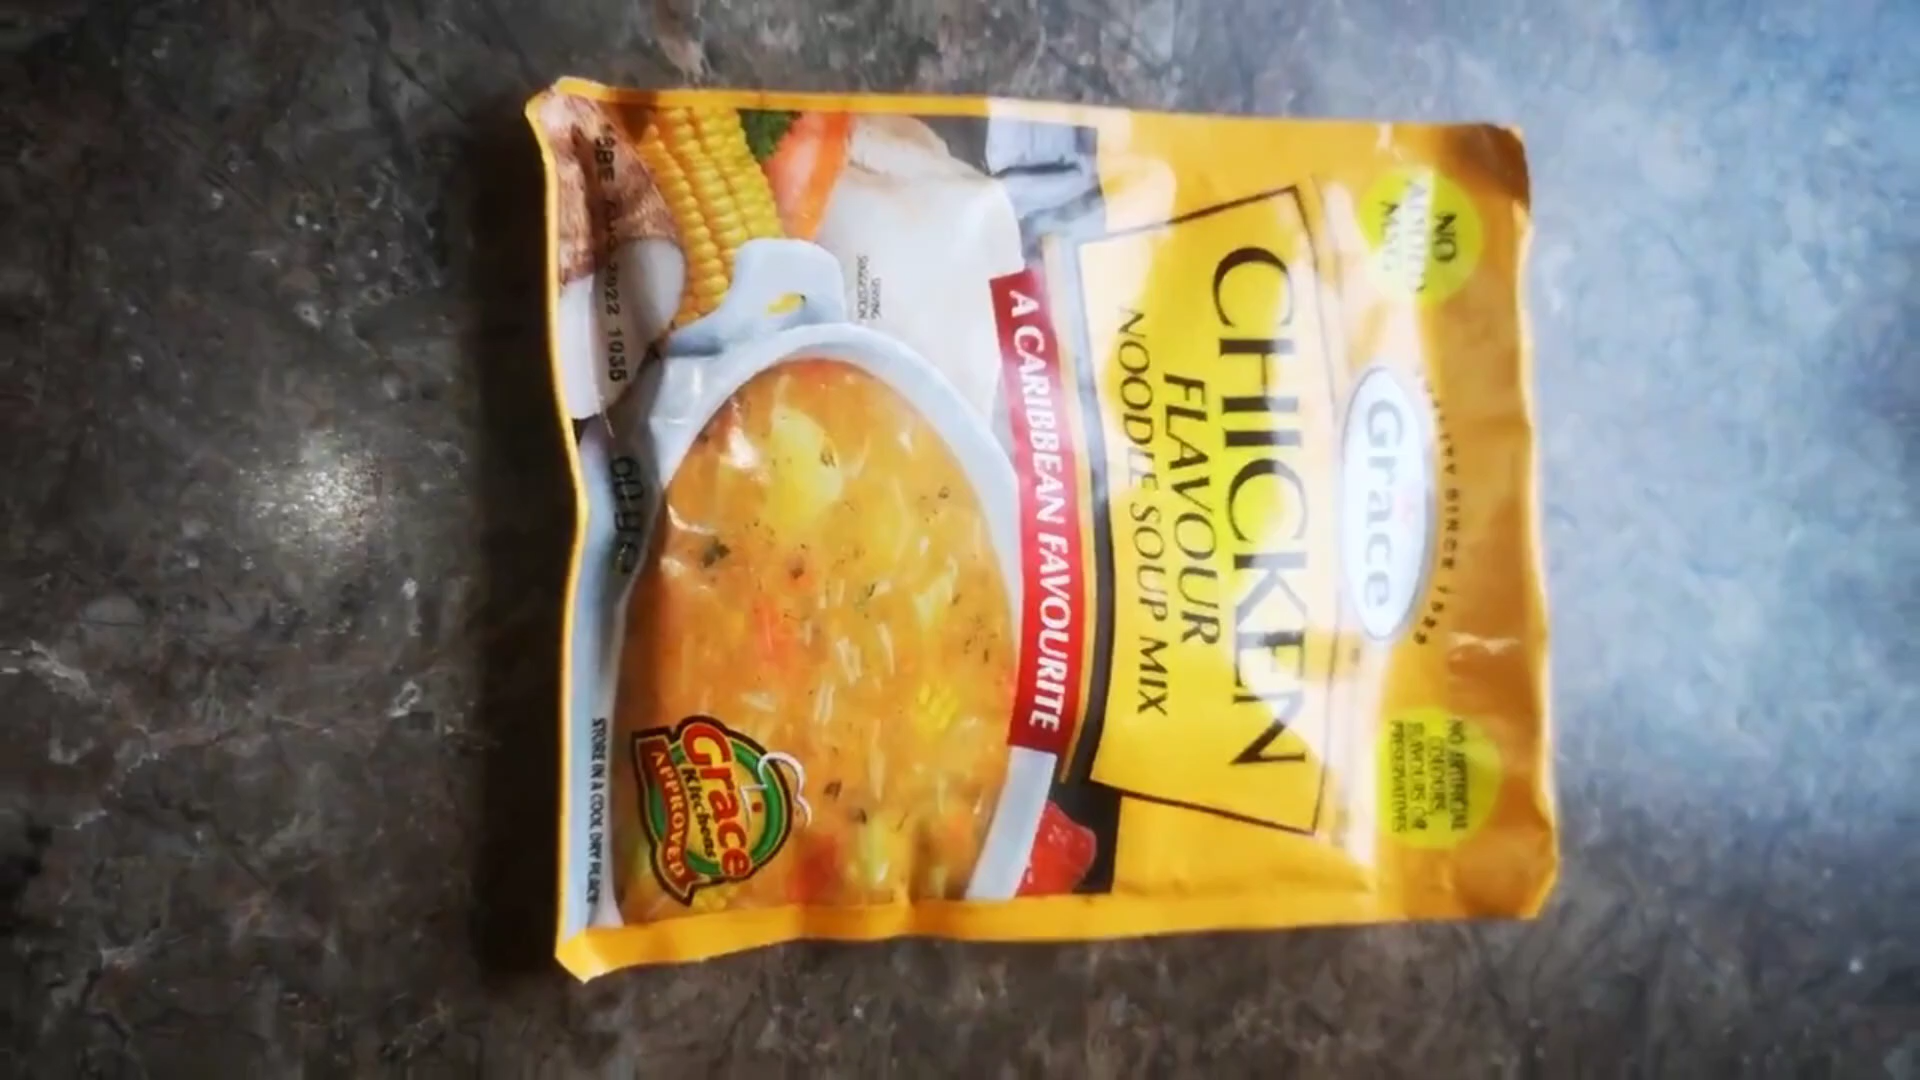 QUALITY SINCE 1922
Grace
NO
ADDED
MSG
NO ARTIFICIAL
COLOURS,
FLAVOURS OR
PRESERVATIVES
CHICKEN
FLAVOUR
NOODLE SOUP MIX
A CARIBBEAN FAVOURITE
SERVING
SUGGESTION
Grace
Kitchens
APPROVED
2022 1035
60g e
STORE IN A COOL DRY PLACE